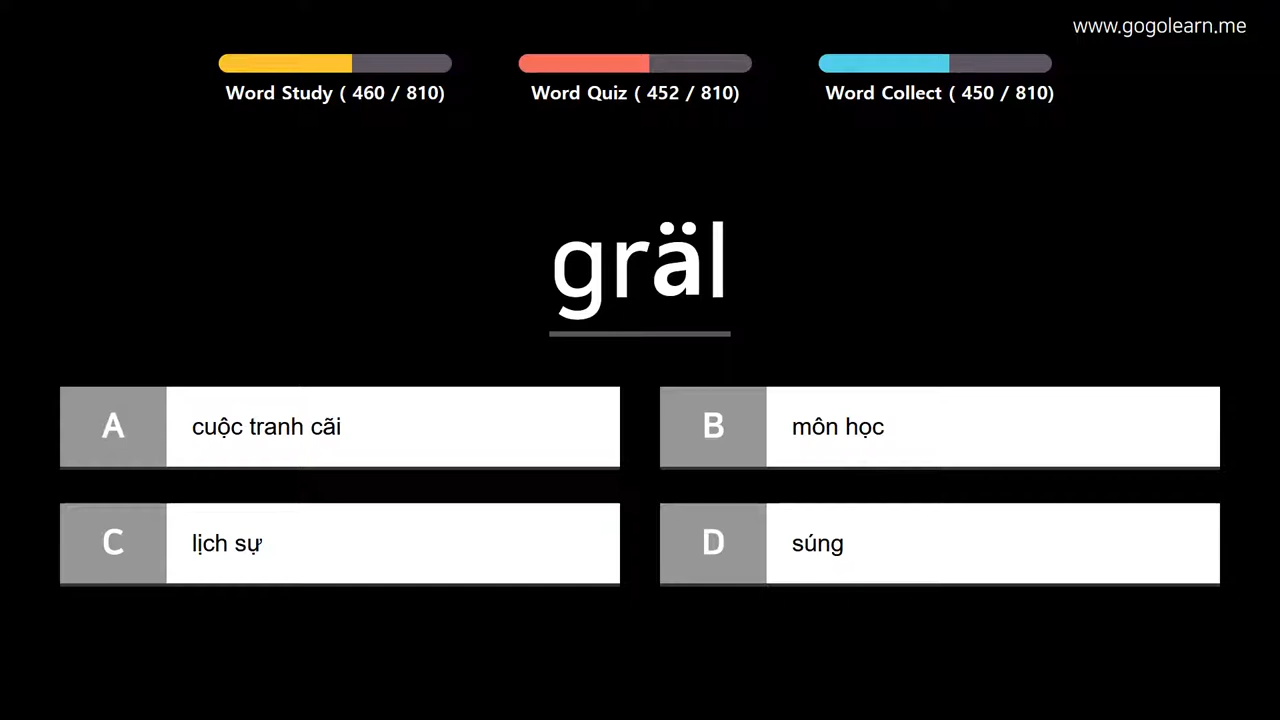 www.gogolearn.me
Word Study ( 460 / 810)
Word Quiz ( 452 / 810)
Word Collect ( 450 / 810)
gräl
A cuộc tranh cãi
B môn học
C lịch sự
D súng